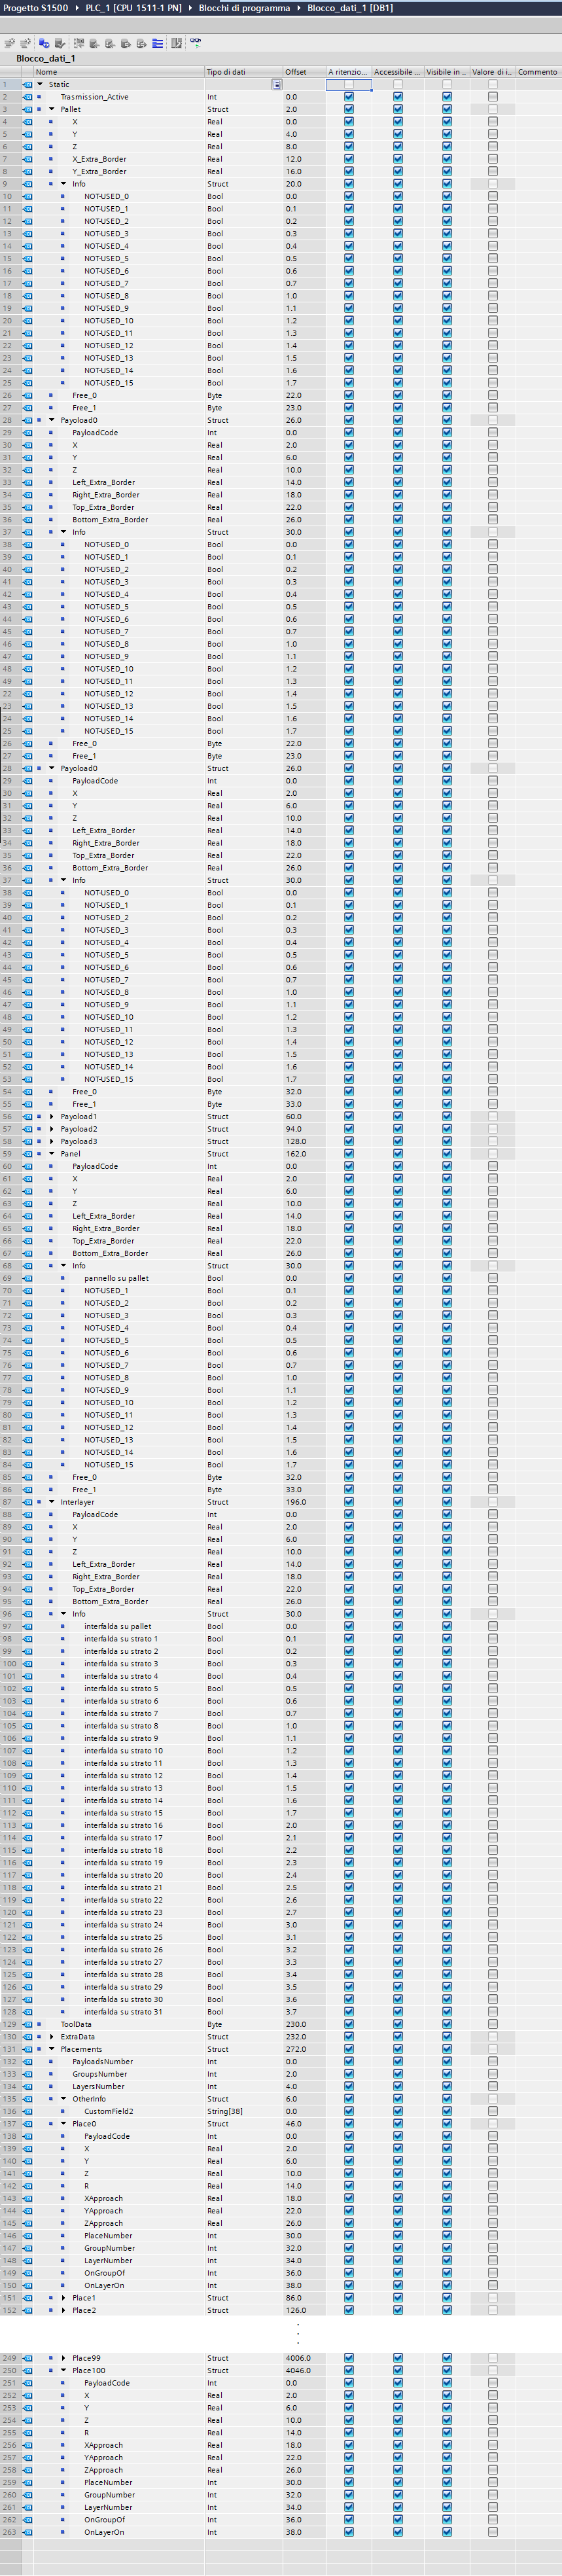 Progetto S1500 ▸ PLC_1 [CPU 1511-1 PN] ▸ Blocchi di programma ▸ Blocco_dati_1 [DB1]
Blocco_dati_1
Nome Tipo di dati Offset A ritenzio... Accessibile ... Visibile in ... Valore di i... Commento
1 Static
2 Trasmission_Active Int 0.0
3 Pallet Struct 2.0
4 X Real 0.0
5 Y Real 4.0
6 Z Real 8.0
7 X_Extra_Border Real 12.0
8 Y_Extra_Border Real 16.0
9 Info Struct 20.0
10 NOT-USED_0 Bool 0.0
11 NOT-USED_1 Bool 0.1
12 NOT-USED_2 Bool 0.2
13 NOT-USED_3 Bool 0.3
14 NOT-USED_4 Bool 0.4
15 NOT-USED_5 Bool 0.5
16 NOT-USED_6 Bool 0.6
17 NOT-USED_7 Bool 0.7
18 NOT-USED_8 Bool 1.0
19 NOT-USED_9 Bool 1.1
20 NOT-USED_10 Bool 1.2
21 NOT-USED_11 Bool 1.3
22 NOT-USED_12 Bool 1.4
23 NOT-USED_13 Bool 1.5
24 NOT-USED_14 Bool 1.6
25 NOT-USED_15 Bool 1.7
26 Free_0 Byte 22.0
27 Free_1 Byte 23.0
28 Payoload0 Struct 26.0
29 PayloadCode Int 0.0
30 X Real 2.0
31 Y Real 6.0
32 Z Real 10.0
33 Left_Extra_Border Real 14.0
34 Right_Extra_Border Real 18.0
35 Top_Extra_Border Real 22.0
36 Bottom_Extra_Border Real 26.0
37 Info Struct 30.0
38 NOT-USED_0 Bool 0.0
39 NOT-USED_1 Bool 0.1
40 NOT-USED_2 Bool 0.2
41 NOT-USED_3 Bool 0.3
42 NOT-USED_4 Bool 0.4
43 NOT-USED_5 Bool 0.5
44 NOT-USED_6 Bool 0.6
45 NOT-USED_7 Bool 0.7
46 NOT-USED_8 Bool 1.0
47 NOT-USED_9 Bool 1.1
48 NOT-USED_10 Bool 1.2
49 NOT-USED_11 Bool 1.3
22 NOT-USED_12 Bool 1.4
23 NOT-USED_13 Bool 1.5
24 NOT-USED_14 Bool 1.6
25 NOT-USED_15 Bool 1.7
26 Free_0 Byte 22.0
27 Free_1 Byte 23.0
28 Payoload0 Struct 26.0
29 PayloadCode Int 0.0
30 X Real 2.0
31 Y Real 6.0
32 Z Real 10.0
33 Left_Extra_Border Real 14.0
34 Right_Extra_Border Real 18.0
35 Top_Extra_Border Real 22.0
36 Bottom_Extra_Border Real 26.0
37 Info Struct 30.0
38 NOT-USED_0 Bool 0.0
39 NOT-USED_1 Bool 0.1
40 NOT-USED_2 Bool 0.2
41 NOT-USED_3 Bool 0.3
42 NOT-USED_4 Bool 0.4
43 NOT-USED_5 Bool 0.5
44 NOT-USED_6 Bool 0.6
45 NOT-USED_7 Bool 0.7
46 NOT-USED_8 Bool 1.0
47 NOT-USED_9 Bool 1.1
48 NOT-USED_10 Bool 1.2
49 NOT-USED_11 Bool 1.3
50 NOT-USED_12 Bool 1.4
51 NOT-USED_13 Bool 1.5
52 NOT-USED_14 Bool 1.6
53 NOT-USED_15 Bool 1.7
54 Free_0 Byte 32.0
55 Free_1 Byte 33.0
56 Payoload1 Struct 60.0
57 Payoload2 Struct 94.0
58 Payoload3 Struct 128.0
59 Panel Struct 162.0
60 PayloadCode Int 0.0
61 X Real 2.0
62 Y Real 6.0
63 Z Real 10.0
64 Left_Extra_Border Real 14.0
65 Right_Extra_Border Real 18.0
66 Top_Extra_Border Real 22.0
67 Bottom_Extra_Border Real 26.0
68 Info Struct 30.0
69 pannello su pallet Bool 0.0
70 NOT-USED_1 Bool 0.1
71 NOT-USED_2 Bool 0.2
72 NOT-USED_3 Bool 0.3
73 NOT-USED_4 Bool 0.4
74 NOT-USED_5 Bool 0.5
75 NOT-USED_6 Bool 0.6
76 NOT-USED_7 Bool 0.7
77 NOT-USED_8 Bool 1.0
78 NOT-USED_9 Bool 1.1
79 NOT-USED_10 Bool 1.2
80 NOT-USED_11 Bool 1.3
81 NOT-USED_12 Bool 1.4
82 NOT-USED_13 Bool 1.5
83 NOT-USED_14 Bool 1.6
84 NOT-USED_15 Bool 1.7
85 Free_0 Byte 32.0
86 Free_1 Byte 33.0
87 Interlayer Struct 196.0
88 PayloadCode Int 0.0
89 X Real 2.0
90 Y Real 6.0
91 Z Real 10.0
92 Left_Extra_Border Real 14.0
93 Right_Extra_Border Real 18.0
94 Top_Extra_Border Real 22.0
95 Bottom_Extra_Border Real 26.0
96 Info Struct 30.0
97 interfalda su pallet Bool 0.0
98 interfalda su strato 1 Bool 0.1
99 interfalda su strato 2 Bool 0.2
100 interfalda su strato 3 Bool 0.3
101 interfalda su strato 4 Bool 0.4
102 interfalda su strato 5 Bool 0.5
103 interfalda su strato 6 Bool 0.6
104 interfalda su strato 7 Bool 0.7
105 interfalda su strato 8 Bool 1.0
106 interfalda su strato 9 Bool 1.1
107 interfalda su strato 10 Bool 1.2
108 interfalda su strato 11 Bool 1.3
109 interfalda su strato 12 Bool 1.4
110 interfalda su strato 13 Bool 1.5
111 interfalda su strato 14 Bool 1.6
112 interfalda su strato 15 Bool 1.7
113 interfalda su strato 16 Bool 2.0
114 interfalda su strato 17 Bool 2.1
115 interfalda su strato 18 Bool 2.2
116 interfalda su strato 19 Bool 2.3
117 interfalda su strato 20 Bool 2.4
118 interfalda su strato 21 Bool 2.5
119 interfalda su strato 22 Bool 2.6
120 interfalda su strato 23 Bool 2.7
121 interfalda su strato 24 Bool 3.0
122 interfalda su strato 25 Bool 3.1
123 interfalda su strato 26 Bool 3.2
124 interfalda su strato 27 Bool 3.3
125 interfalda su strato 28 Bool 3.4
126 interfalda su strato 29 Bool 3.5
127 interfalda su strato 30 Bool 3.6
128 interfalda su strato 31 Bool 3.7
129 ToolData Byte 230.0
130 ExtraData Struct 232.0
131 Placements Struct 272.0
132 PayloadsNumber Int 0.0
133 GroupsNumber Int 2.0
134 LayersNumber Int 4.0
135 OtherInfo Struct 6.0
136 CustomField2 String[38] 0.0
137 Place0 Struct 46.0
138 PayloadCode Int 0.0
139 X Real 2.0
140 Y Real 6.0
141 Z Real 10.0
142 R Real 14.0
143 XApproach Real 18.0
144 YApproach Real 22.0
145 ZApproach Real 26.0
146 PlaceNumber Int 30.0
147 GroupNumber Int 32.0
148 LayerNumber Int 34.0
149 OnGroupOf Int 36.0
150 OnLayerOn Int 38.0
151 Place1 Struct 86.0
152 Place2 Struct 126.0
.
.
.
249 Place99 Struct 4006.0
250 Place100 Struct 4046.0
251 PayloadCode Int 0.0
252 X Real 2.0
253 Y Real 6.0
254 Z Real 10.0
255 R Real 14.0
256 XApproach Real 18.0
257 YApproach Real 22.0
258 ZApproach Real 26.0
259 PlaceNumber Int 30.0
260 GroupNumber Int 32.0
261 LayerNumber Int 34.0
262 OnGroupOf Int 36.0
263 OnLayerOn Int 38.0